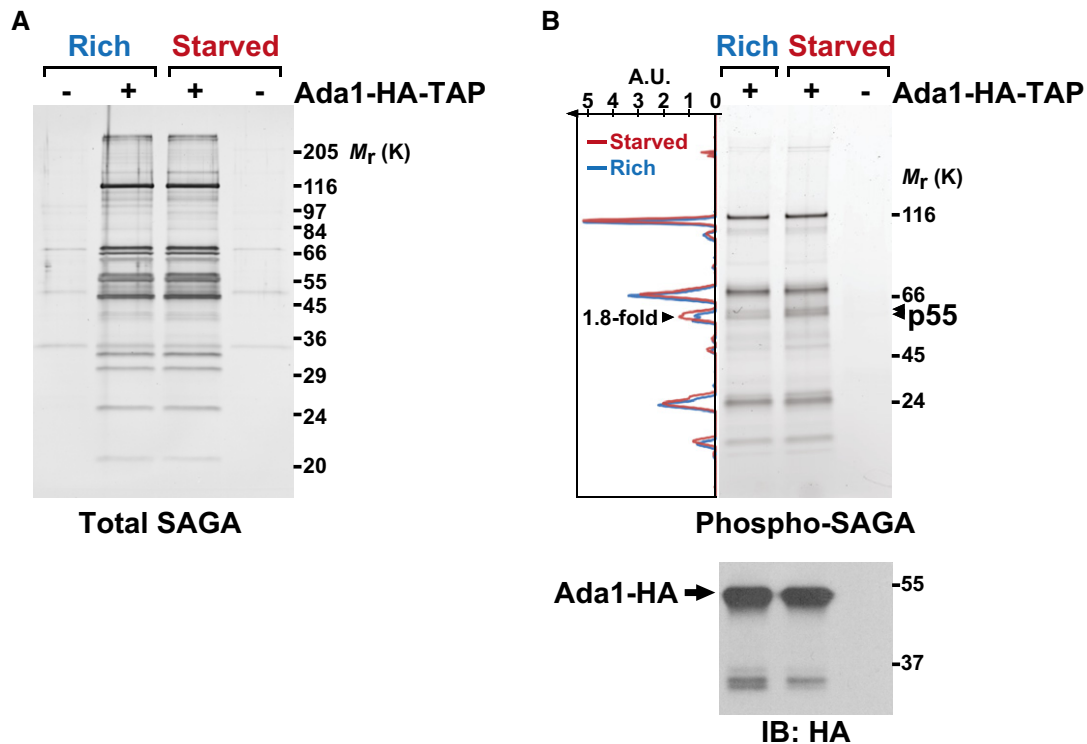 A
Rich Starved
- + + - Ada1-HA-TAP
205 Mr (K)
116
97
84
66
55
45
36
29
24
20
Total SAGA
B
Rich Starved
A.U.
+ + - Ada1-HA-TAP
5 4 3 2 1 0
Starved
Rich
Mr (K)
116
66
1.8-fold
p55
45
24
Phospho-SAGA
Ada1-HA
55
37
IB: HA